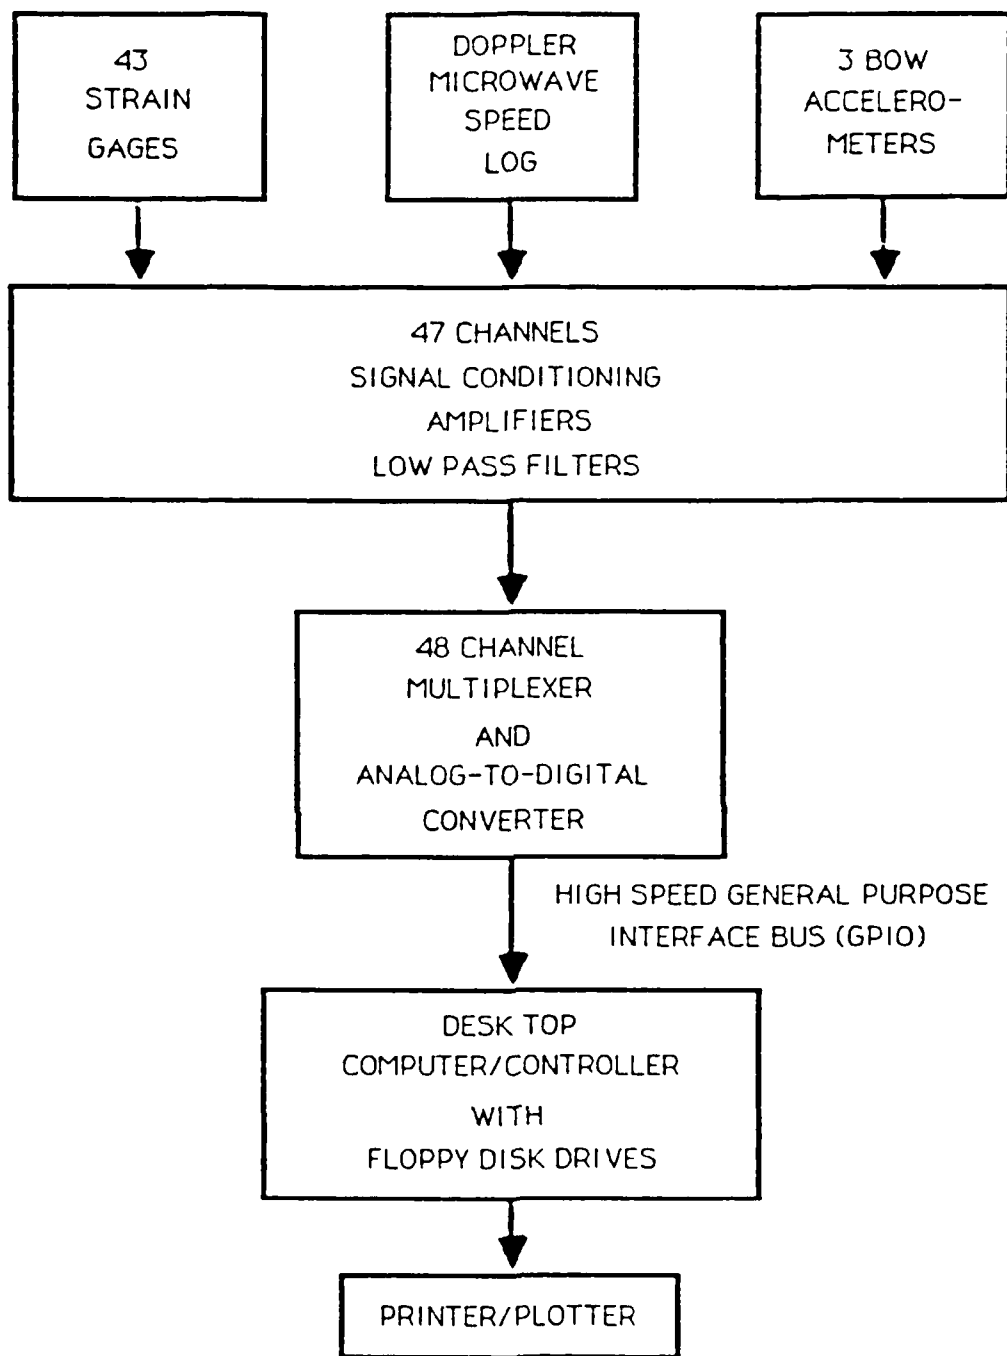 43
STRAIN
GAGES
DOPPLER
MICROWAVE
SPEED
LOG
3 BOW
ACCELERO-
METERS
47 CHANNELS
SIGNAL CONDITIONING
AMPLIFIERS
LOW PASS FILTERS
48 CHANNEL
MULTIPLEXER
AND
ANALOG-TO-DIGITAL
CONVERTER
HIGH SPEED GENERAL PURPOSE
INTERFACE BUS (GPIO)
DESK TOP
COMPUTER/CONTROLLER
WITH
FLOPPY DISK DRIVES
PRINTER/PLOTTER